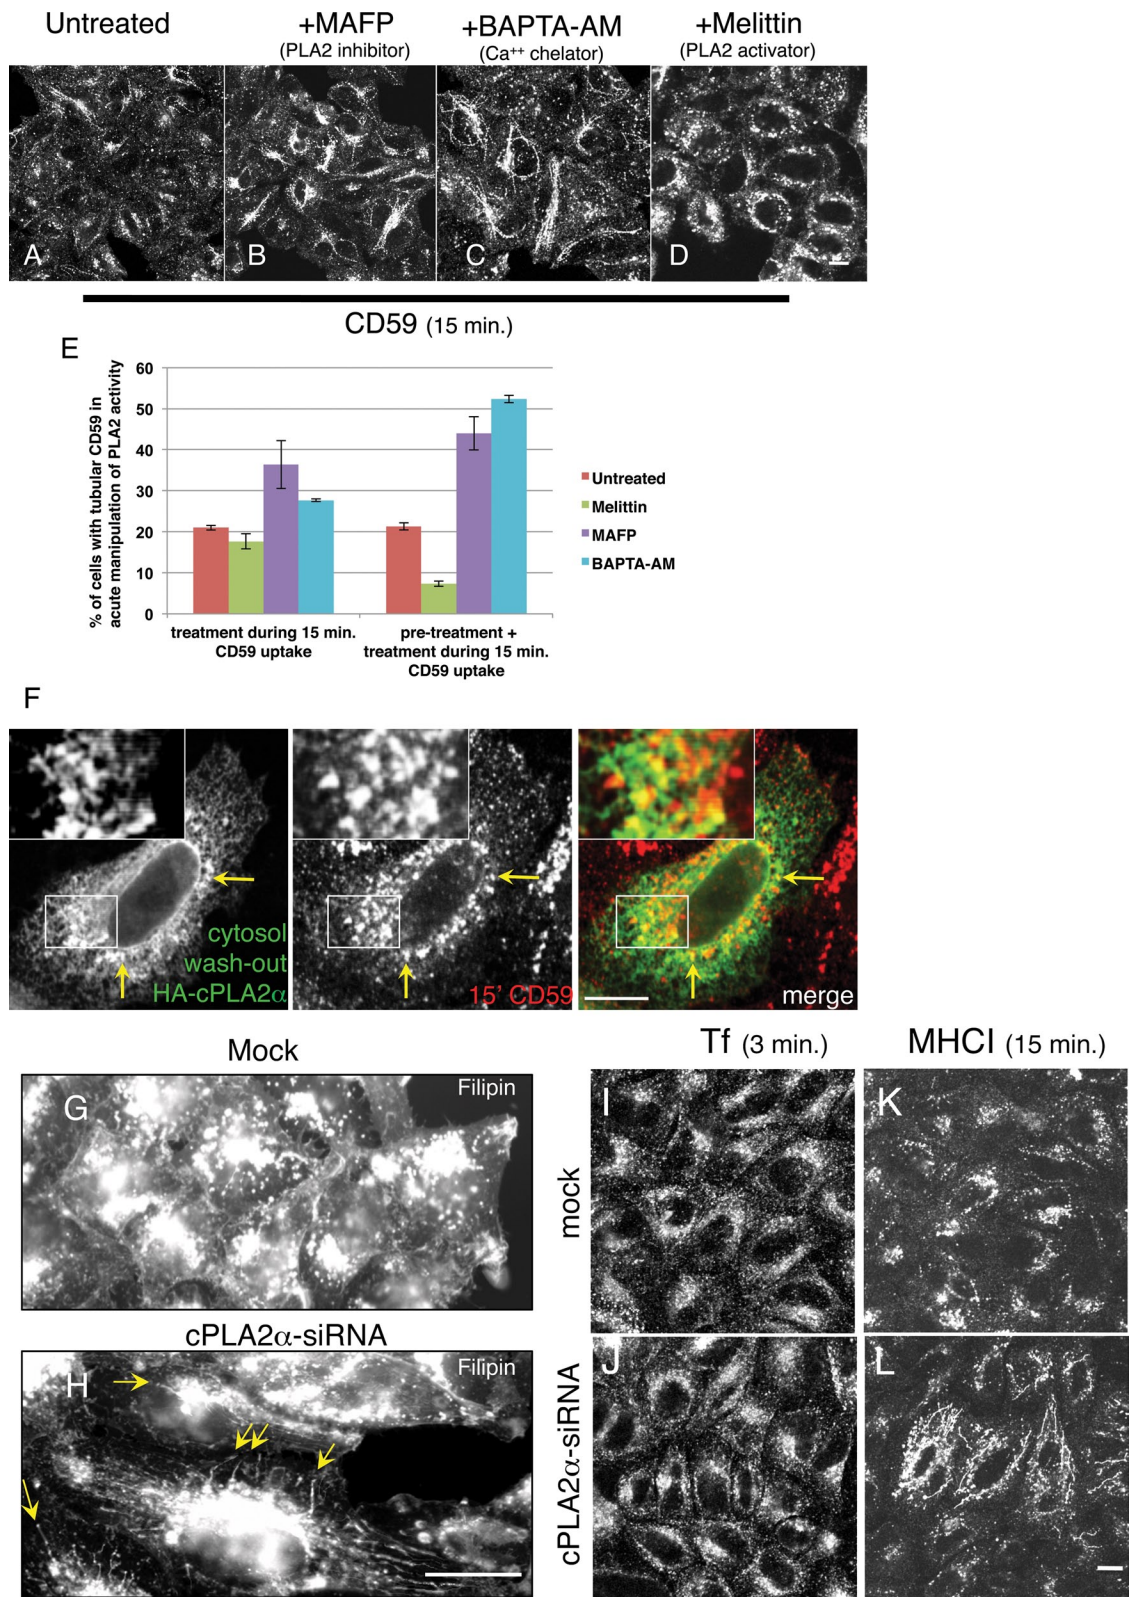 Untreated
+MAFP
(PLA2 inhibitor)
+BAPTA-AM
(Ca++ chelator)
+Melittin
(PLA2 activator)
A
B
C
D
CD59 (15 min.)
E
% of cells with tubular CD59 in
acute manipulation of PLA2 activity
60
50
40
30
20
10
0
treatment during 15 min.
CD59 uptake
pre-treatment +
treatment during 15 min.
CD59 uptake
Untreated
Melittin
MAFP
BAPTA-AM
F
cytosol
wash-out
HA-cPLA2α
15' CD59
merge
Mock
G
Filipin
cPLA2α-siRNA
H
Filipin
Tf (3 min.)
MHCI (15 min.)
mock
I
K
cPLA2α-siRNA
J
L